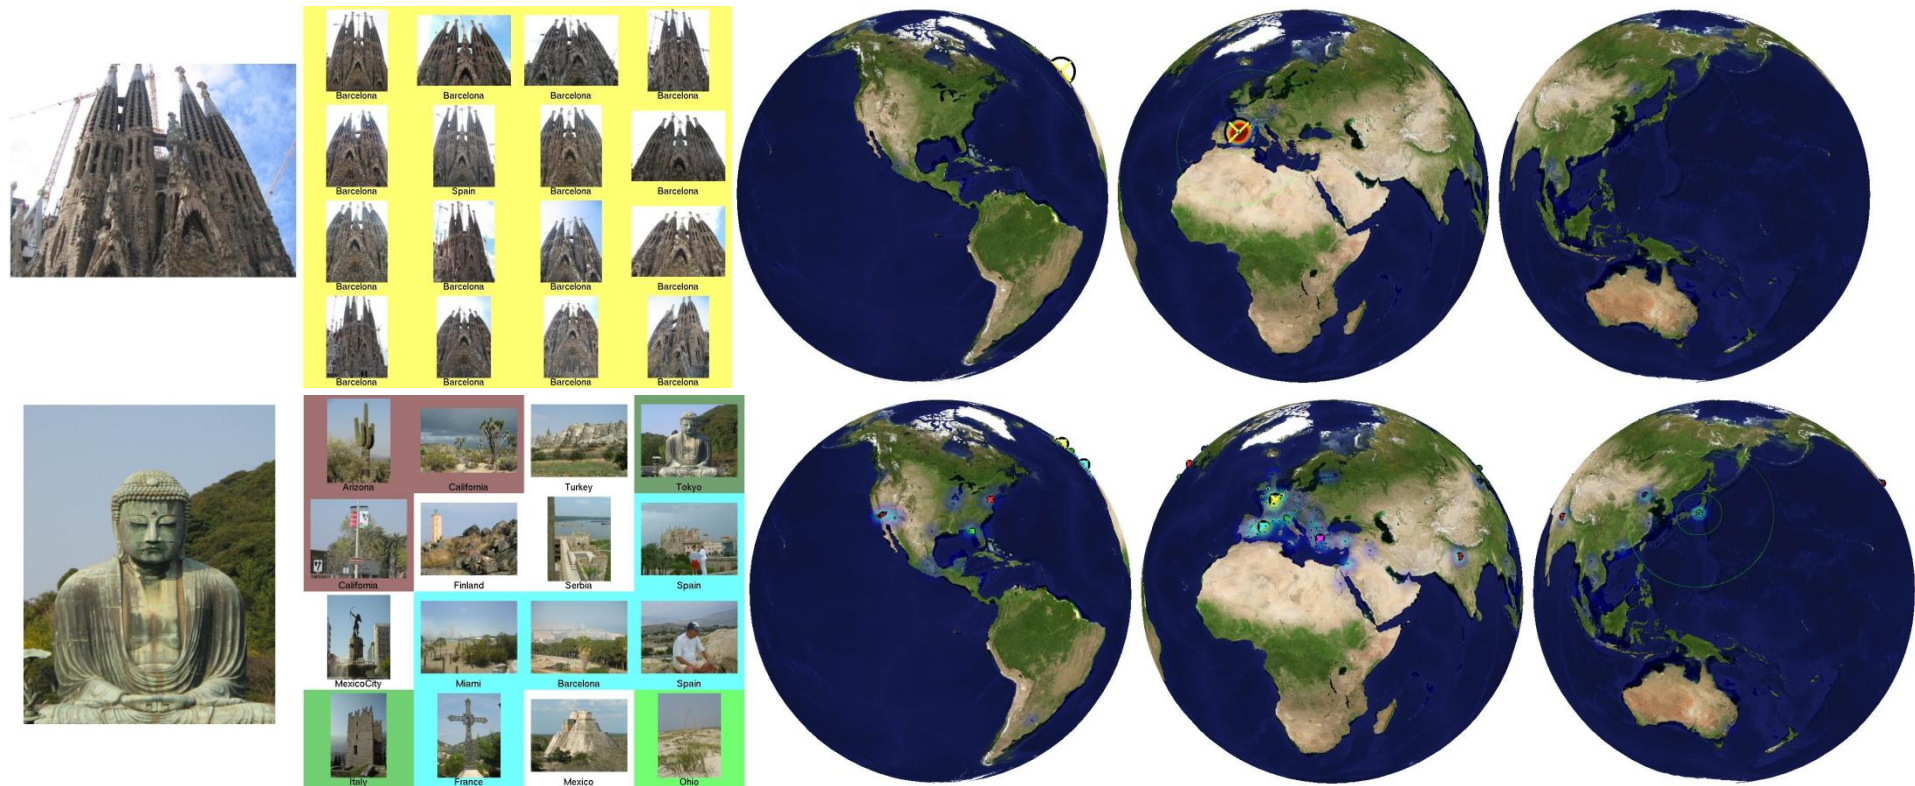 Barcelona Barcelona Barcelona Barcelona
Barcelona Spain Barcelona Barcelona
Barcelona Barcelona Barcelona Barcelona
Barcelona Barcelona Barcelona Barcelona
Arizona California Turkey Tokyo
California Finland Serbia Spain
MexicoCity Miami Barcelona Spain
Italy France Mexico Ohio